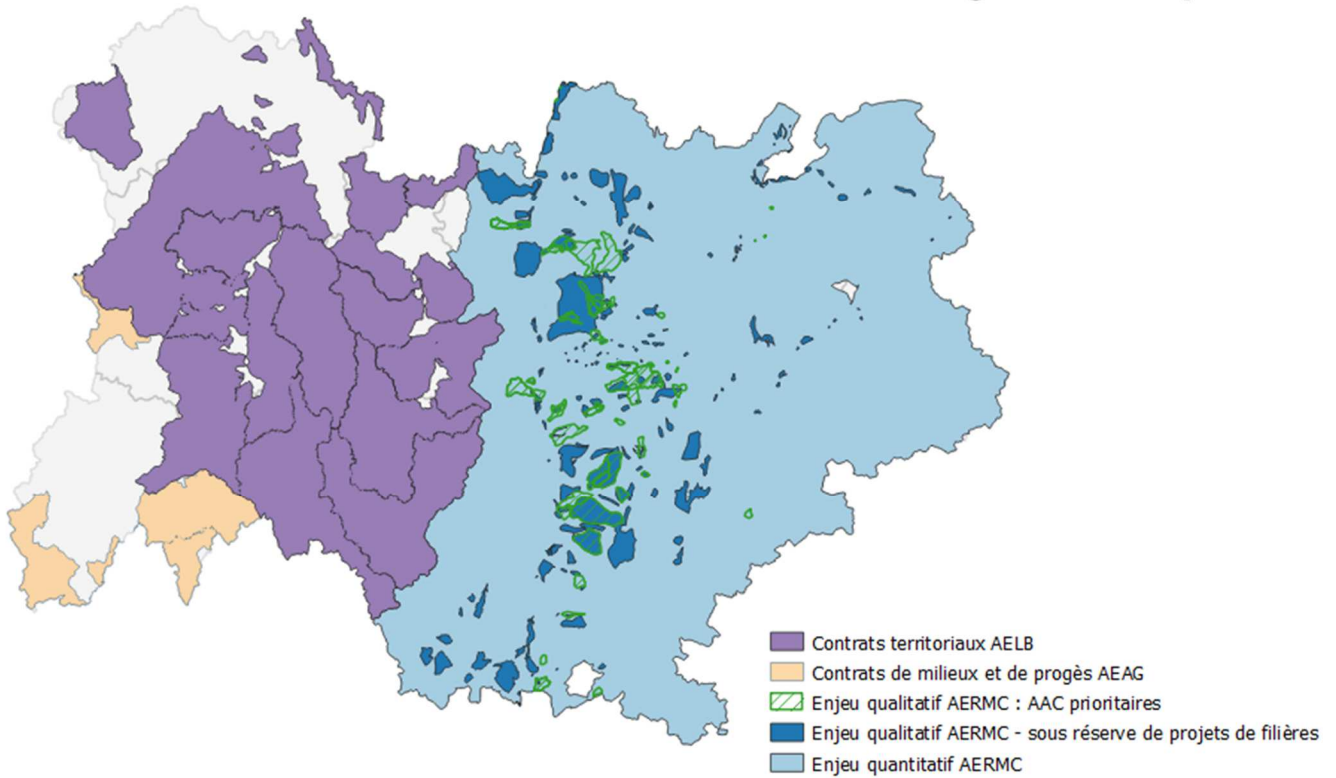 Contrats territoriaux AELB
Contrats de milieux et de progès AEAG
Enjeu qualitatif AERMC : AAC prioritaires
Enjeu qualitatif AERMC - sous réserve de projets de filières
Enjeu quantitatif AERMC